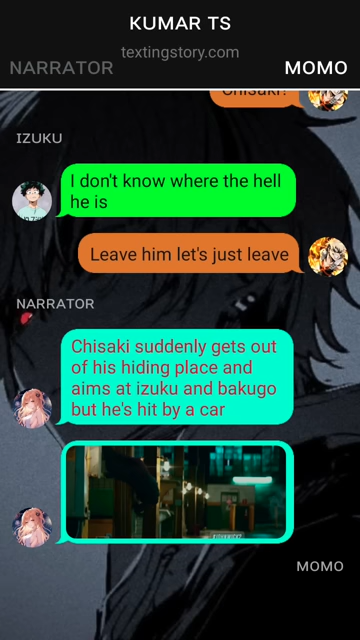 KUMAR TS
textingstory.com
NARRATOR
MOMO
Chisaki?
IZUKU
I don't know where the hell
he is
Leave him let's just leave
NARRATOR
Chisaki suddenly gets out
of his hiding place and
aims at izuku and bakugo
but he's hit by a car
MOMO